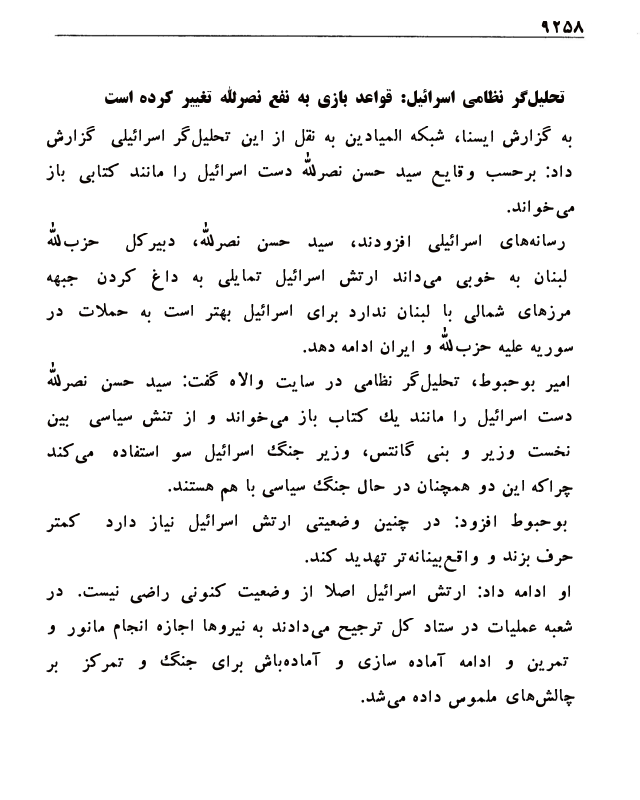 ۹۲۵۸
تحلیل‌گر نظامی اسرائیل: قواعد بازی به نفع نصرالله تغییر کرده است
به گزارش ایسنا، شبکه المیادین به نقل از این تحلیل‌گر اسرائیلی گزارش
داد: برحسب وقایع سید حسن نصرالله دست اسرائیل را مانند کتابی باز
می‌خواند.
رسانه‌های اسرائیلی افزودند، سید حسن نصرالله، دبیرکل حزب‌الله
لبنان به خوبی می‌داند ارتش اسرائیل تمایلی به داغ کردن جبهه
مرزهای شمالی با لبنان ندارد برای اسرائیل بهتر است به حملات در
سوریه علیه حزب‌الله و ایران ادامه دهد.
امیر بوحبوط، تحلیل‌گر نظامی در سایت والاه گفت: سید حسن نصرالله
دست اسرائیل را مانند یك کتاب باز می‌خواند و از تنش سیاسی بین
نخست وزیر و بنی گانتس، وزیر جنگ اسرائیل سو استفاده می‌کند
چراکه این دو همچنان در حال جنگ سیاسی با هم هستند.
بوحبوط افزود: در چنین وضعیتی ارتش اسرائیل نیاز دارد کمتر
حرف بزند و واقع‌بینانه‌تر تهدید کند.
او ادامه داد: ارتش اسرائیل اصلا از وضعیت کنونی راضی نیست. در
شعبه عملیات در ستاد کل ترجیح می‌دادند به نیروها اجازه انجام مانور و
تمرین و ادامه آماده سازی و آماده‌باش برای جنگ و تمرکز بر
چالش‌های ملموس داده می‌شد.